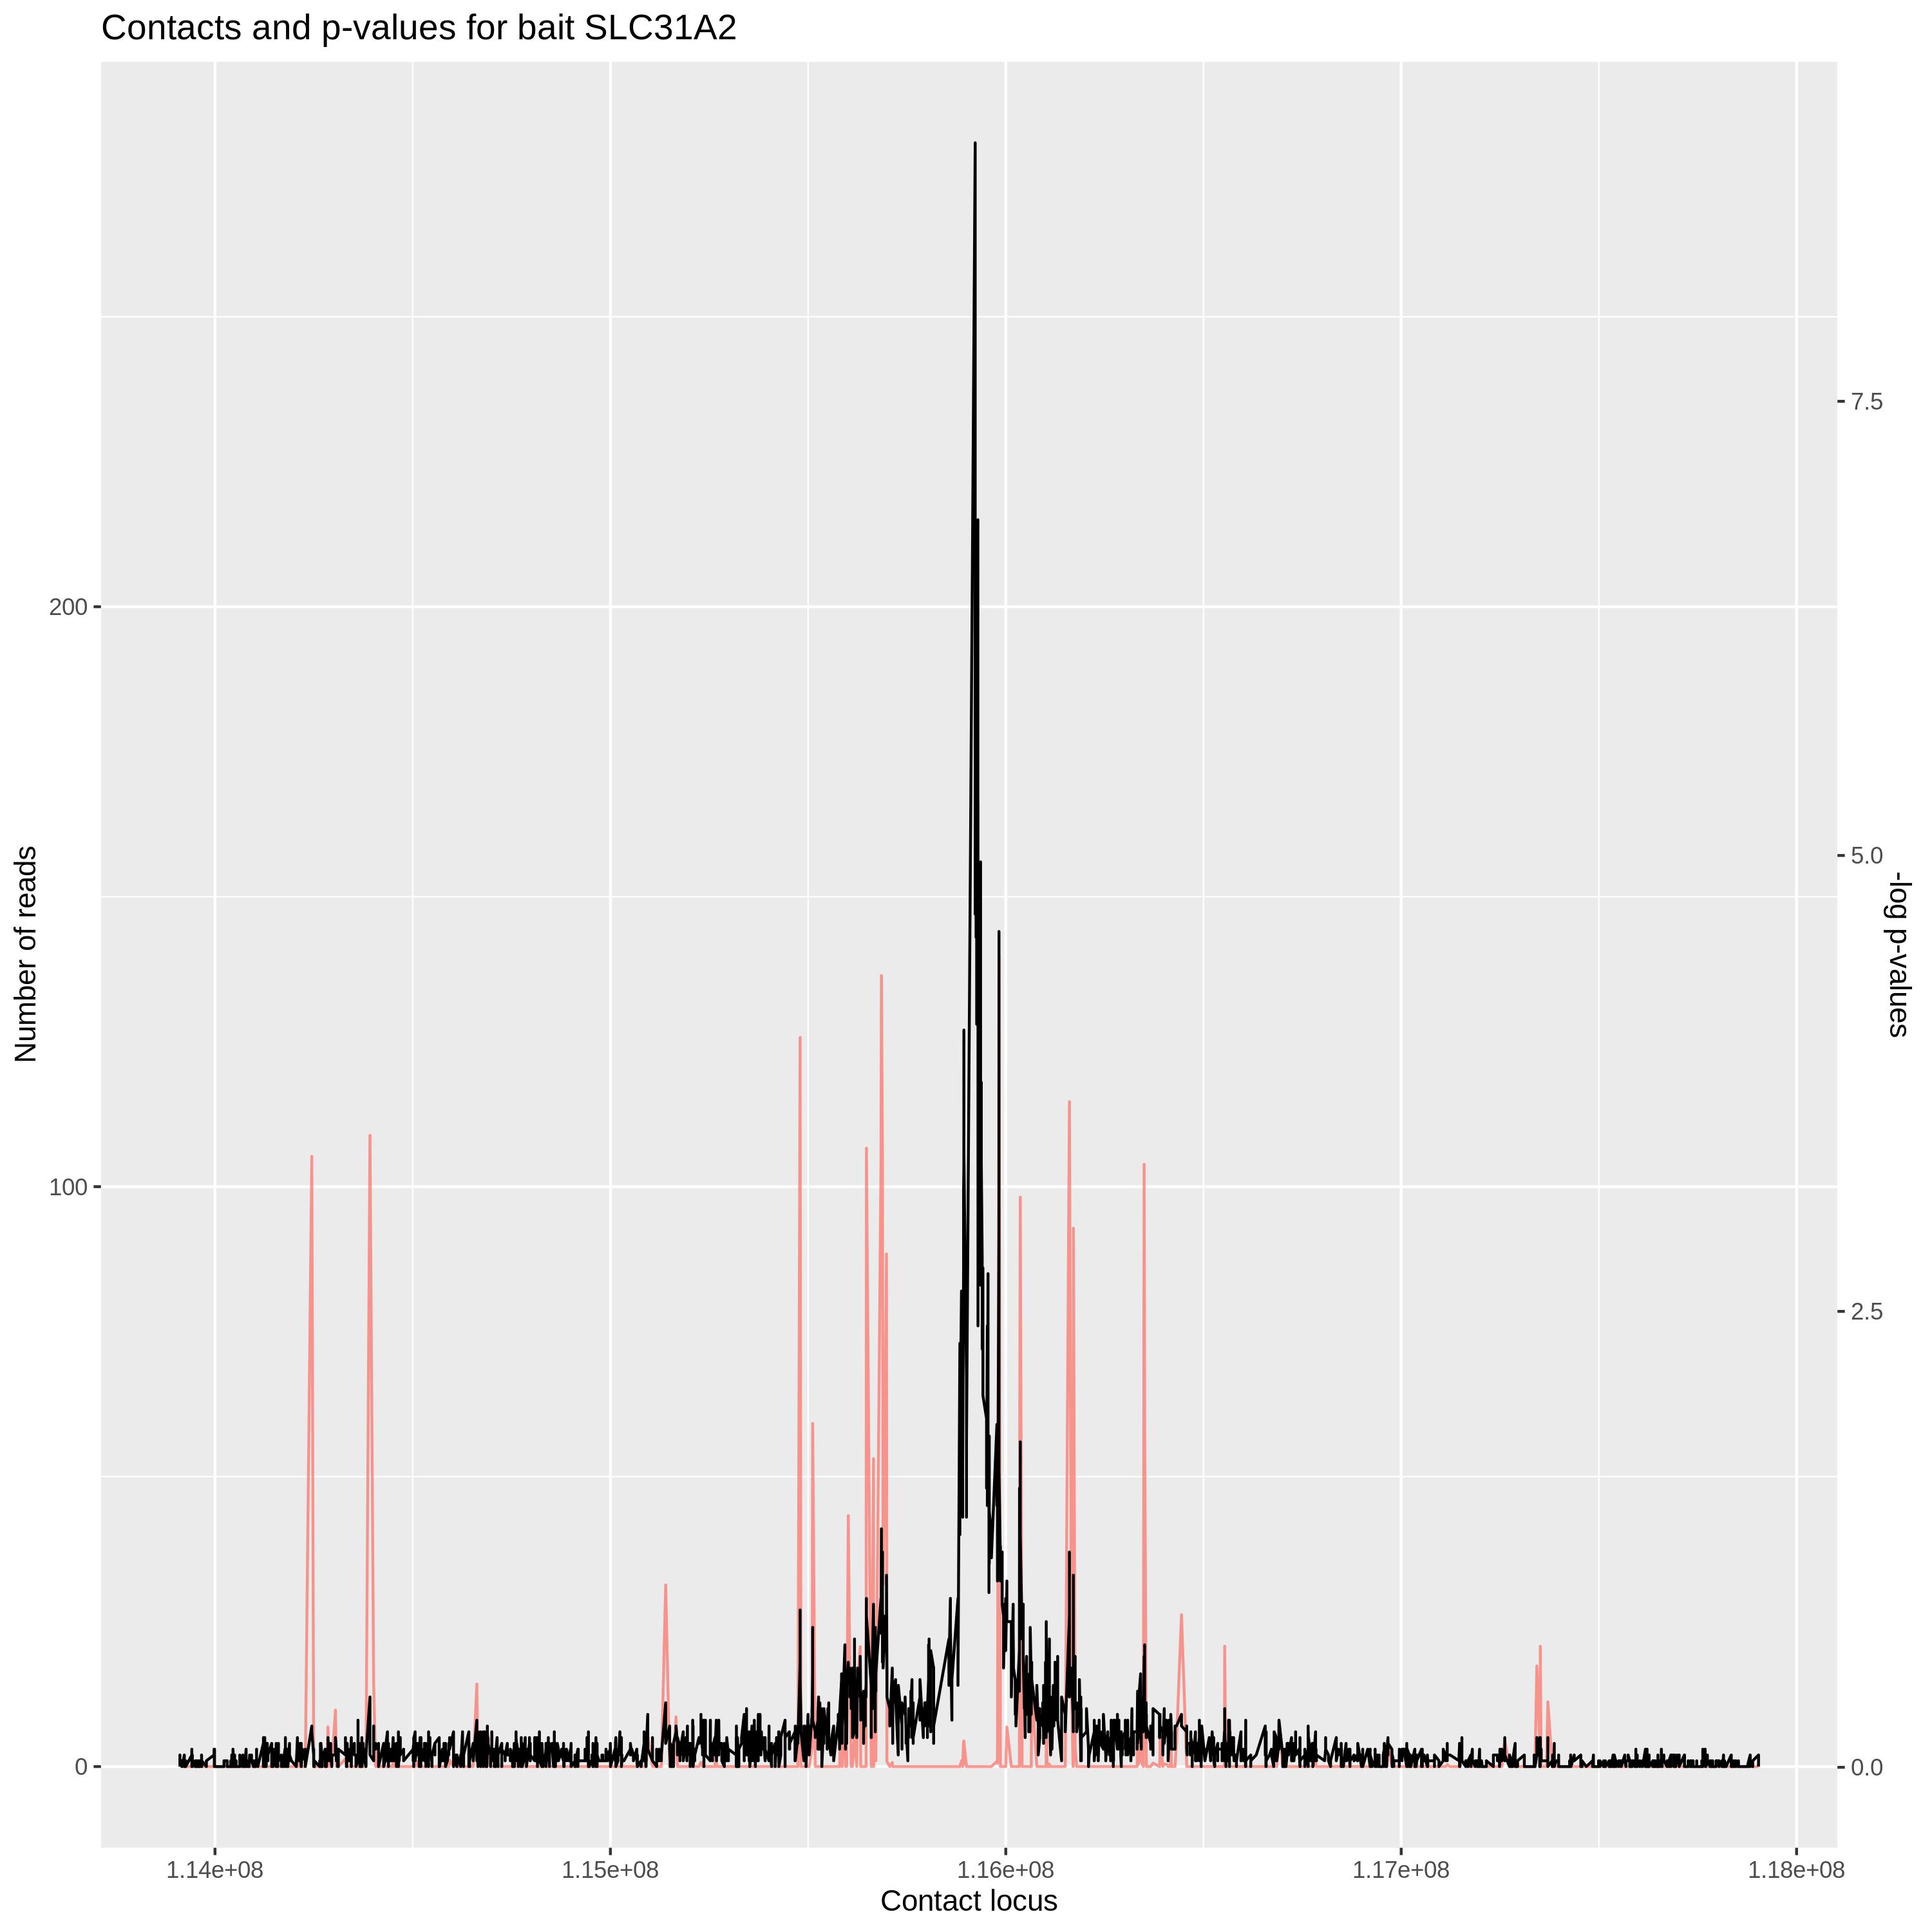 Contacts and p-values for bait SLC31A2
Number of reads
200
100
0
7.5
5.0
2.5
0.0
-log p-values
1.14e+08 1.15e+08 1.16e+08 1.17e+08 1.18e+08
Contact locus